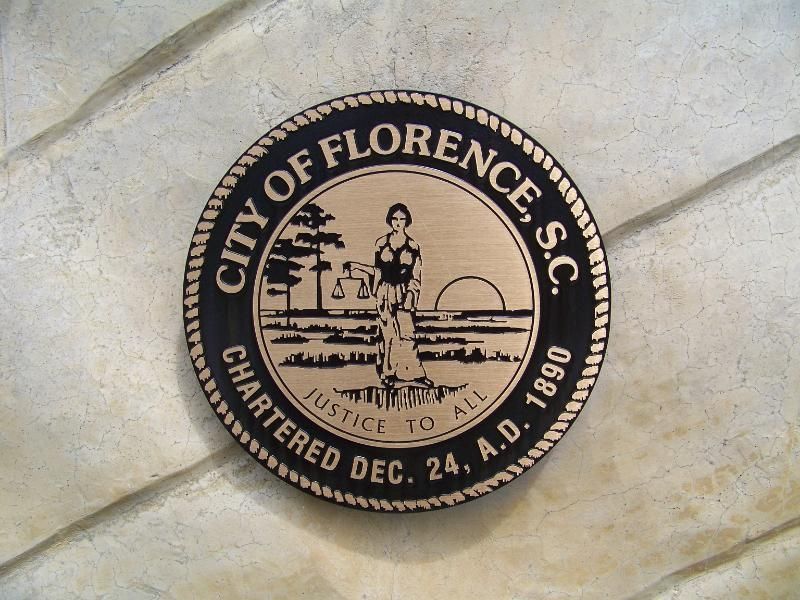 CITY OF FLORENCE, S.C.
JUSTICE TO ALL
CHARTERED DEC. 24, A.D. 1890